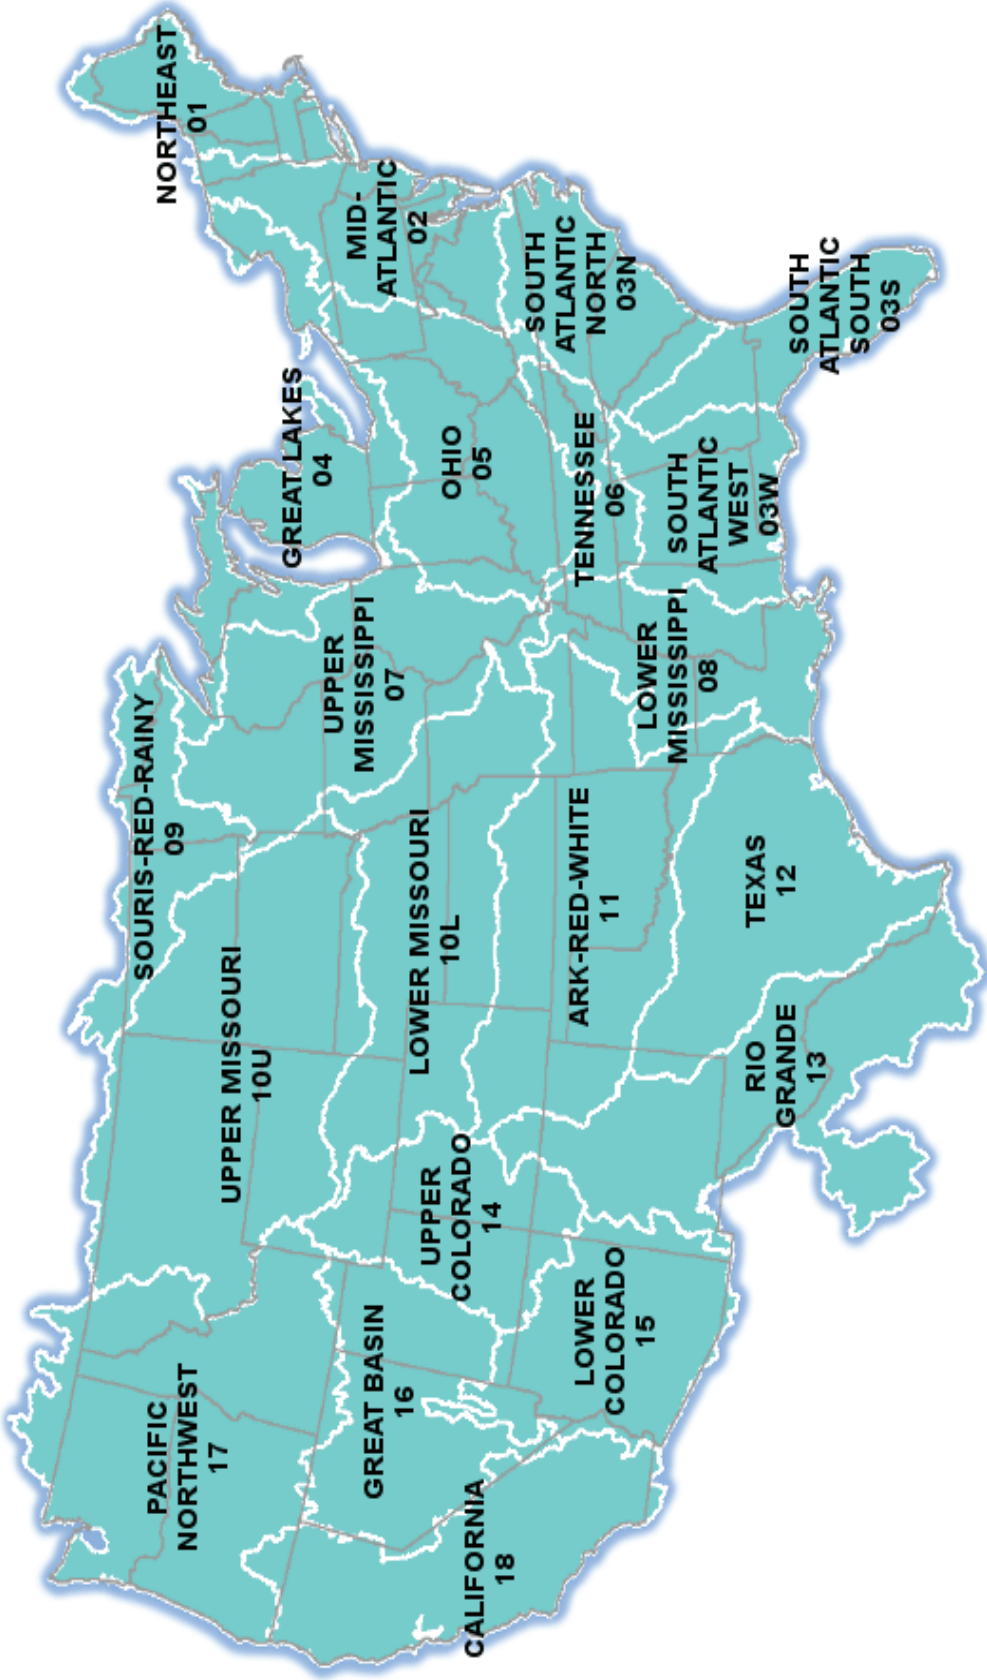 NORTHEAST
01
MID-
ATLANTIC
02
SOUTH
ATLANTIC
NORTH
03N
SOUTH
ATLANTIC
SOUTH
03S
GREAT LAKES
04
OHIO
05
TENNESSEE
06
SOUTH
ATLANTIC
WEST
03W
UPPER
MISSISSIPPI
07
LOWER
MISSISSIPPI
08
SOURIS-RED-RAINY
09
UPPER MISSOURI
10U
LOWER MISSOURI
10L
ARK-RED-WHITE
11
TEXAS
12
RIO
GRANDE
13
UPPER
COLORADO
14
LOWER
COLORADO
15
GREAT BASIN
16
PACIFIC
NORTHWEST
17
CALIFORNIA
18